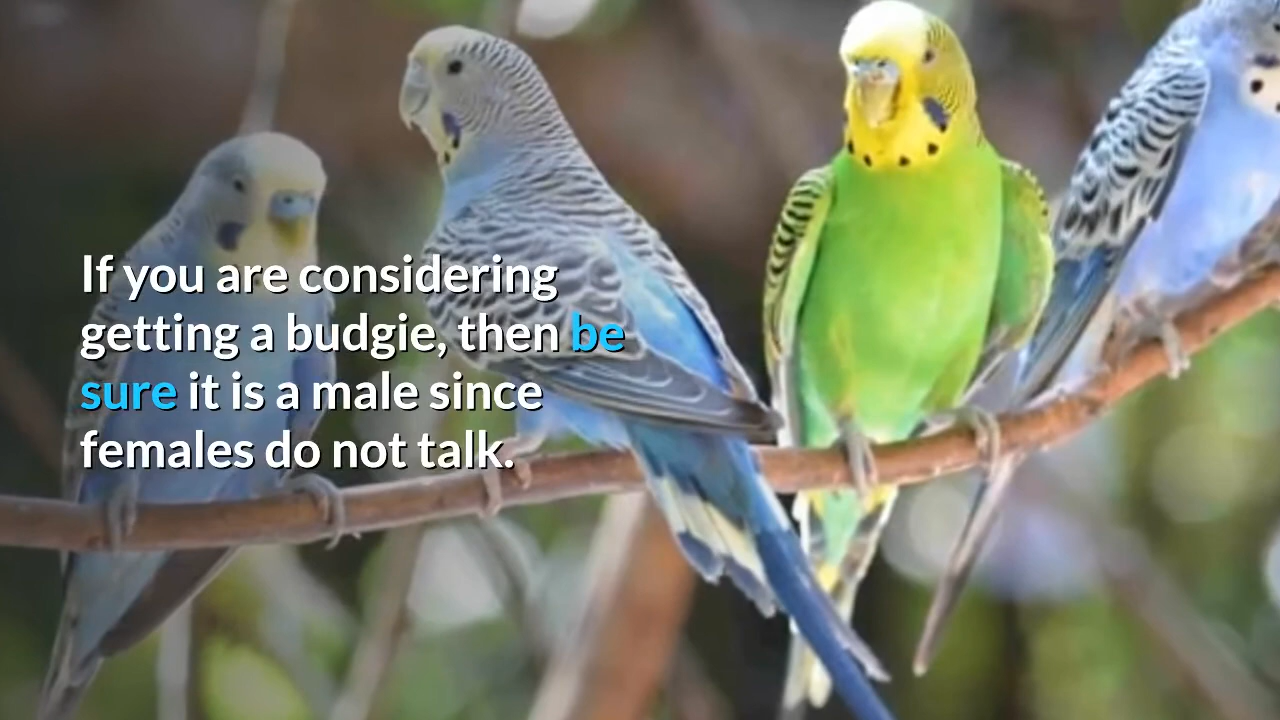 If you are considering
getting a budgie, then be
sure it is a male since
females do not talk.